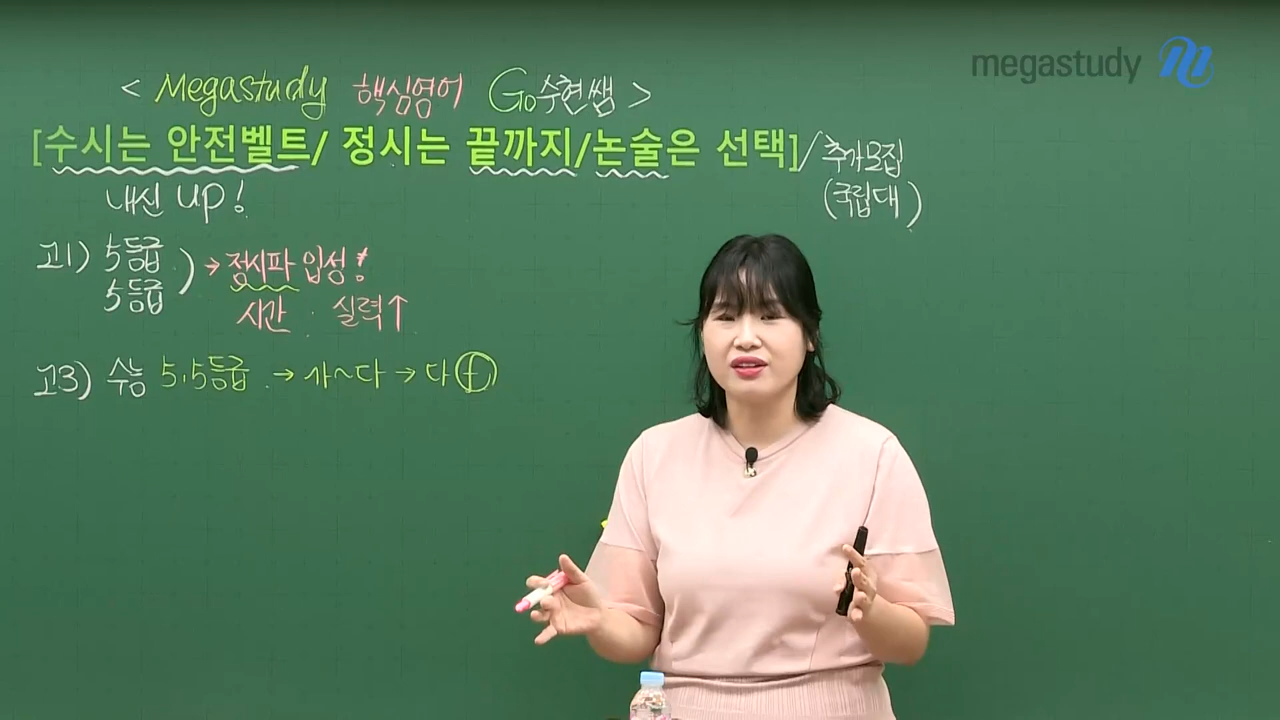 megastudy
< Megastudy 핵심영어 Go수현쌤 >
[수시는 안전벨트/ 정시는 끝까지/논술은 선택]/추가모집
(국립대)
내신 up!
고1) 5등급
5등급
→ 정시파 입성!
시간 · 실력↑
고3) 수능 5.5등급 → 가~다 → 다